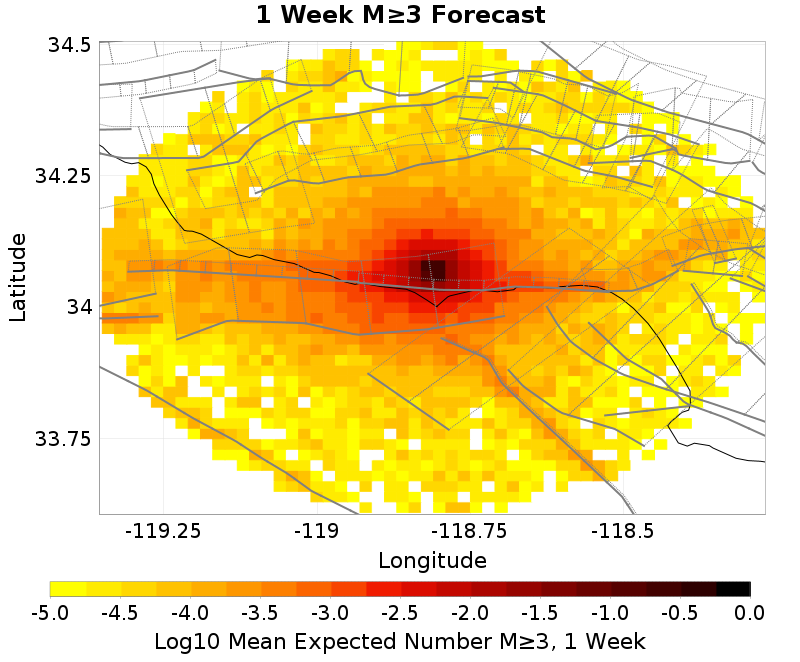 1 Week M≥3 Forecast
34.5
34.25
34
33.75
Latitude
-119.25 -119 -118.75 -118.5
Longitude
-5.0 -4.5 -4.0 -3.5 -3.0 -2.5 -2.0 -1.5 -1.0 -0.5 0.0
Log10 Mean Expected Number M≥3, 1 Week